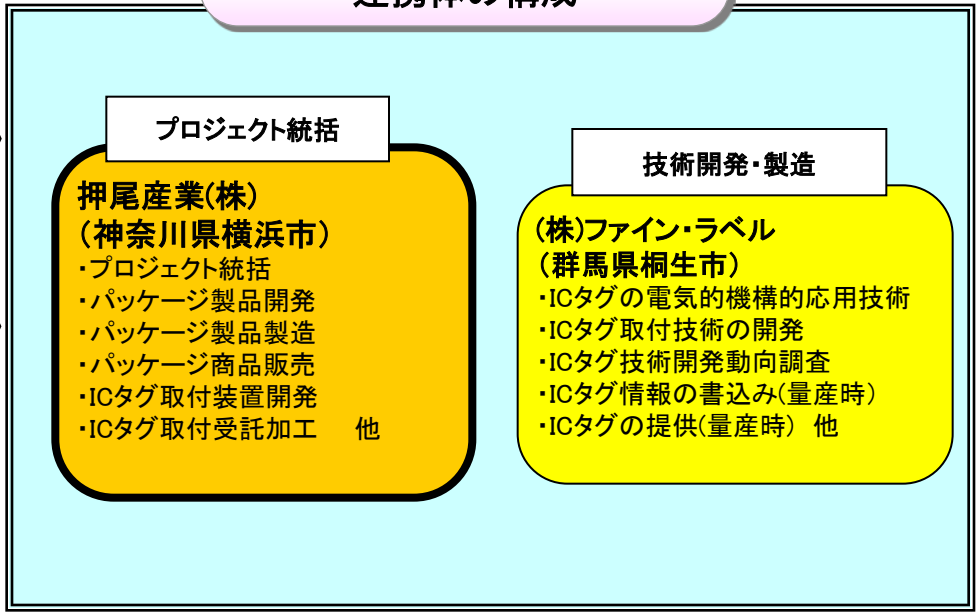 連携体の構成
プロジェクト統括
押尾産業(株)
（神奈川県横浜市）
・プロジェクト統括
・パッケージ製品開発
・パッケージ製品製造
・パッケージ商品販売
・ICタグ取付装置開発
・ICタグ取付受託加工　他
技術開発・製造
(株)ファイン・ラベル
（群馬県桐生市）
・ICタグの電気的機構的応用技術
・ICタグ取付技術の開発
・ICタグ技術開発動向調査
・ICタグ情報の書込み(量産時）
・ICタグの提供(量産時） 他